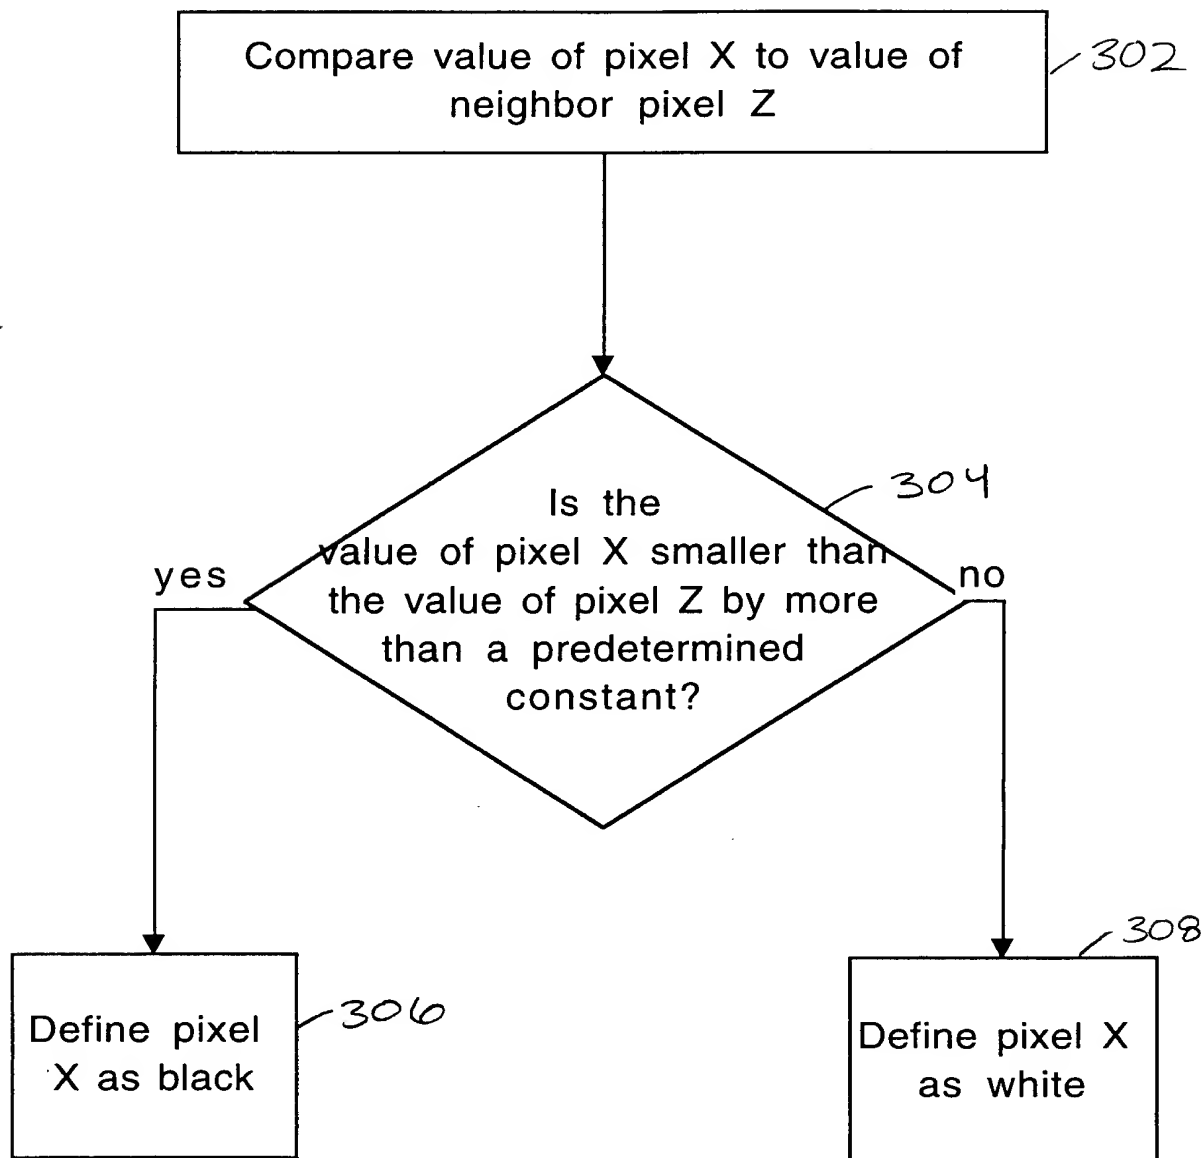 Compare value of pixel X to value of
neighbor pixel Z
302
304
Is the
value of pixel X smaller than
the value of pixel Z by more
than a predetermined
constant?
yes
no
306
Define pixel
X as black
308
Define pixel X
as white